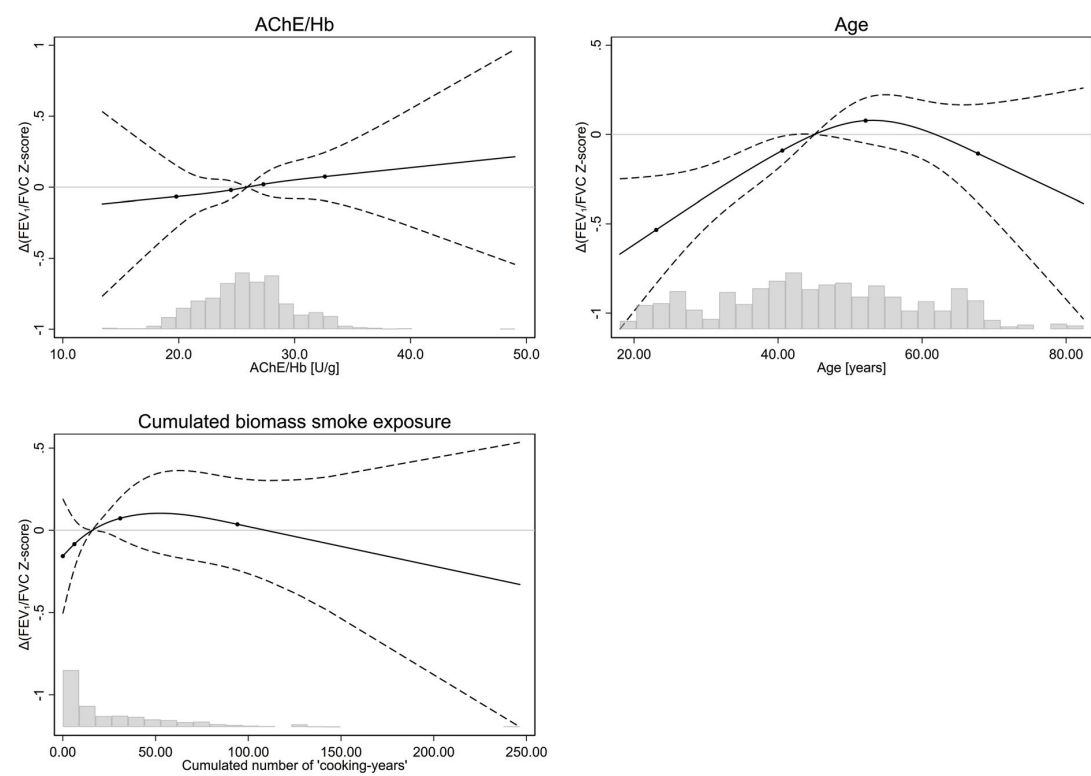 AChE/Hb
Δ(FEV₁/FVC Z-score)
1
.5
0
-.5
-1
10.0 20.0 30.0 40.0 50.0
AChE/Hb [U/g]
Age
Δ(FEV₁/FVC Z-score)
.5
0
-.5
-1
20.00 40.00 60.00 80.00
Age [years]
Cumulated biomass smoke exposure
Δ(FEV₁/FVC Z-score)
.5
0
-.5
-1
0.00 50.00 100.00 150.00 200.00 250.00
Cumulated number of 'cooking-years'